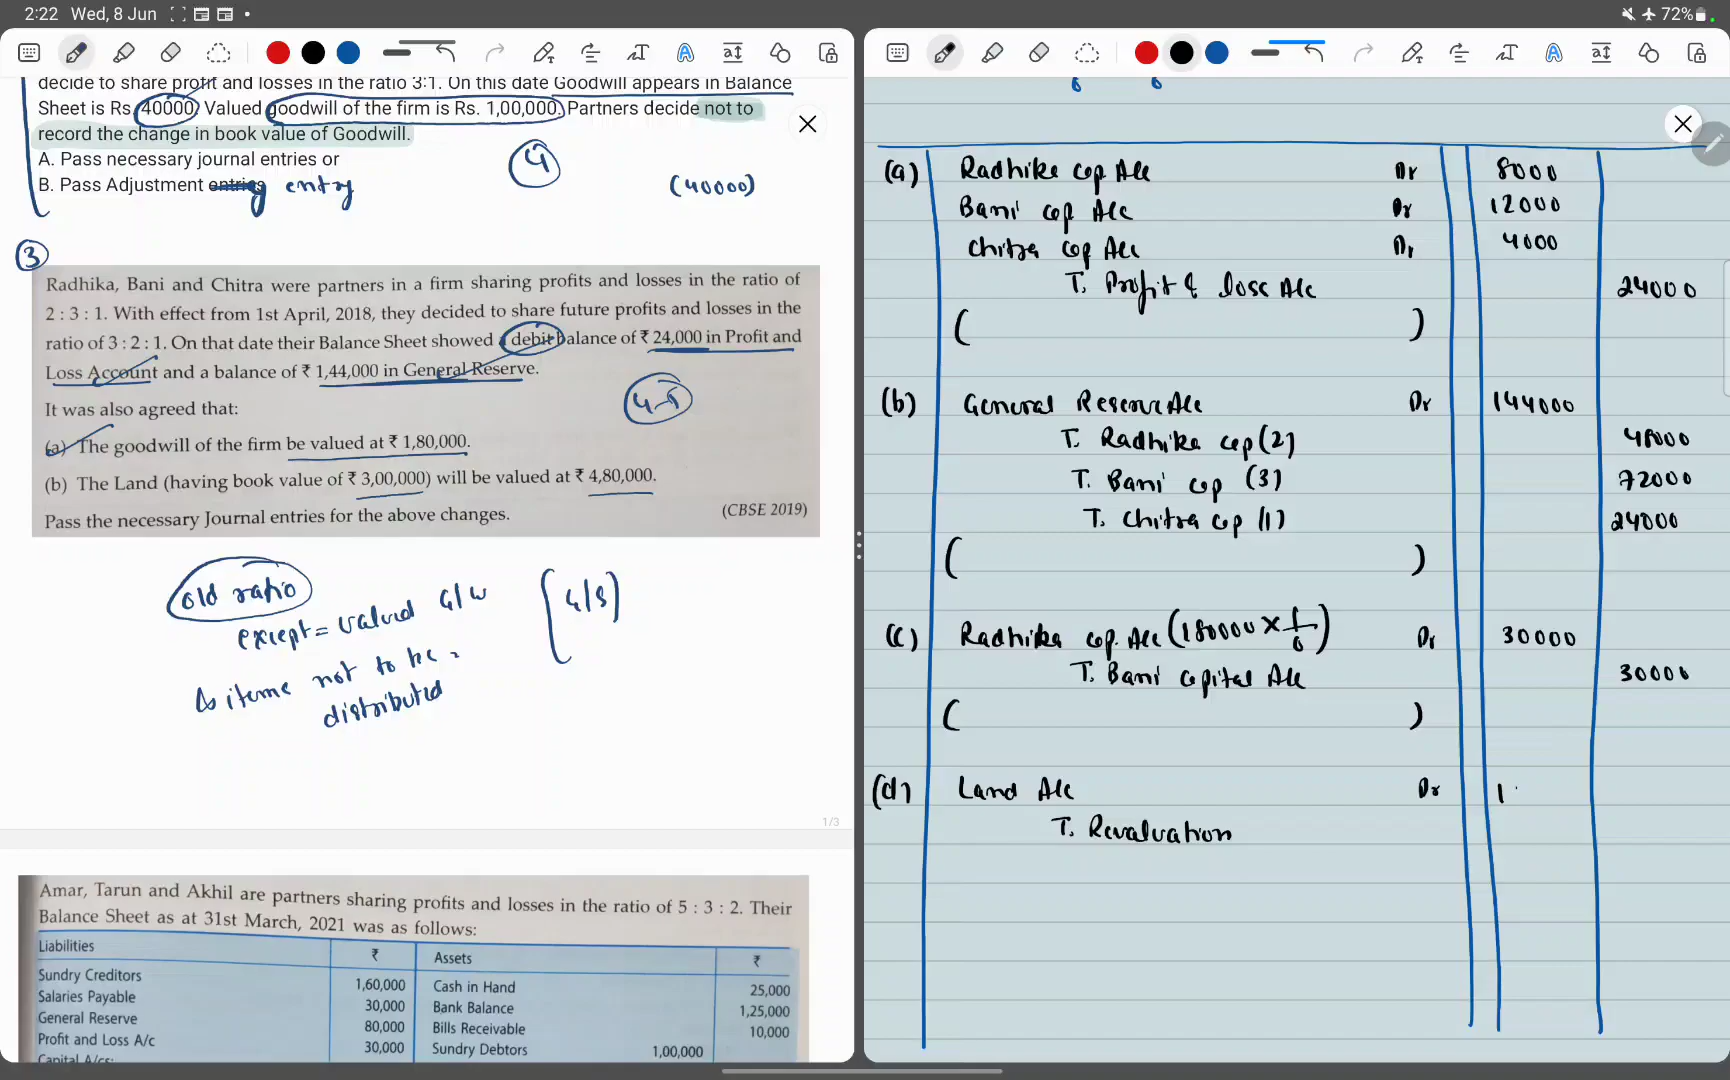 2:22 Wed, 8 Jun
72%
decide to share profit and losses in the ratio 3:1. On this date Goodwill appears in Balance
Sheet is Rs. 40000. Valued goodwill of the firm is Rs. 1,00,000. Partners decide not to
record the change in book value of Goodwill.
A. Pass necessary journal entries or
B. Pass Adjustment entries entry
4
(40000)
3
Radhika, Bani and Chitra were partners in a firm sharing profits and losses in the ratio of
2 : 3 : 1. With effect from 1st April, 2018, they decided to share future profits and losses in the
ratio of 3 : 2 : 1. On that date their Balance Sheet showed a debit balance of ₹ 24,000 in Profit and
Loss Account and a balance of ₹ 1,44,000 in General Reserve.
It was also agreed that:
(a) The goodwill of the firm be valued at ₹ 1,80,000.
(b) The Land (having book value of ₹ 3,00,000) will be valued at ₹ 4,80,000.
Pass the necessary Journal entries for the above changes.
(CBSE 2019)
old ratio
except = valued G/W
(G/S)
items not to be
distributed
1/3
Amar, Tarun and Akhil are partners sharing profits and losses in the ratio of 5 : 3 : 2. Their
Balance Sheet as at 31st March, 2021 was as follows:
Liabilities ₹ Assets ₹
Sundry Creditors 1,60,000 Cash in Hand 25,000
Salaries Payable 30,000 Bank Balance 1,25,000
General Reserve 80,000 Bills Receivable 10,000
Profit and Loss A/c 30,000 Sundry Debtors 1,00,000
Capital A/cs:
(a) Radhika cap A/c Dr 8000
Bani cap A/c Dr 12000
Chitra cap A/c Dr 4000
T. Profit & loss A/c 24000
( )
(b) General Reserve A/c Dr 144000
T. Radhika cap (2) 48000
T. Bani cap (3) 72000
T. Chitra cap (1) 24000
( )
(c) Radhika cap. A/c (180000 × 1/6) Dr 30000
T. Bani capital A/c 30000
( )
(d) Land A/c Dr 1
T. Revaluation